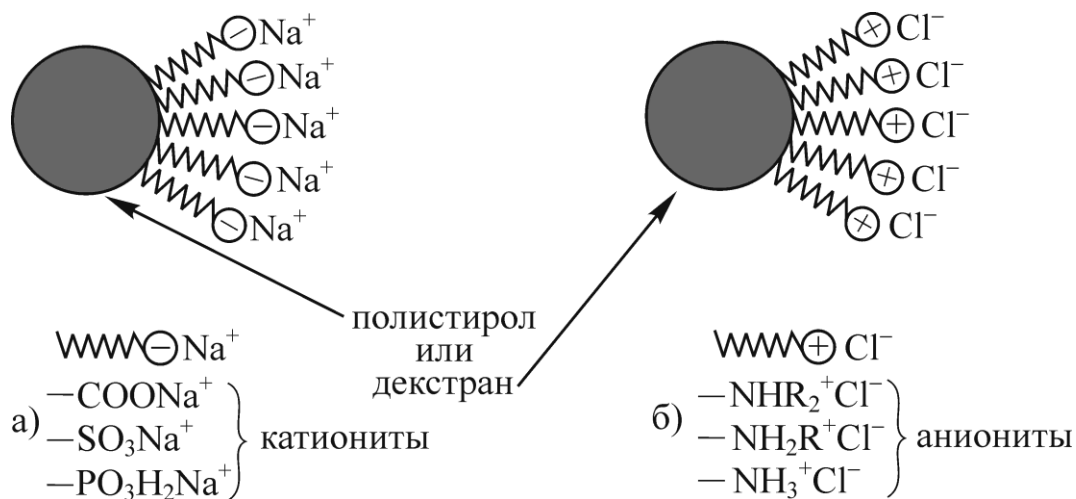 ⊖Na⁺
⊖Na⁺
⊖Na⁺
⊖Na⁺
⊖Na⁺
⊕ Cl⁻
⊕ Cl⁻
⊕ Cl⁻
⊕ Cl⁻
⊕ Cl⁻
полистирол
или
декстран
⊖Na⁺
а)
—COONa⁺
—SO₃Na⁺
—PO₃H₂Na⁺
катиониты
⊕ Cl⁻
б)
—NHR₂⁺Cl⁻
—NH₂R⁺Cl⁻
—NH₃⁺Cl⁻
аниониты